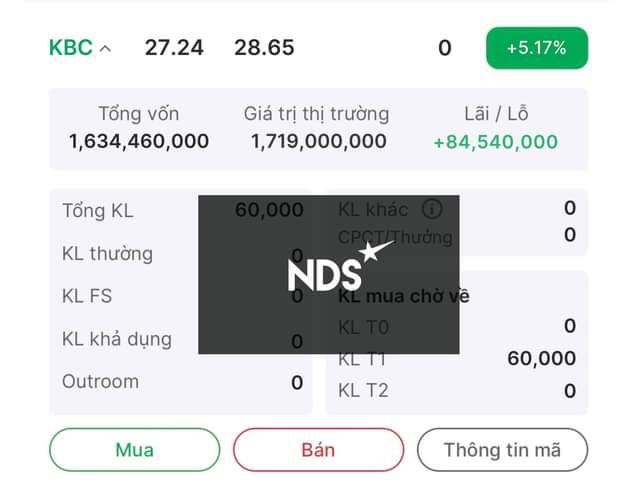 KBC 27.24 28.65 0 +5.17%
Tổng vốn Giá trị thị trường Lãi / Lỗ
1,634,460,000 1,719,000,000 +84,540,000
Tổng KL 60,000
KL thường 0
KL FS 0
KL khả dụng 0
Outroom 0
KL khác 0
CPCT/Thưởng 0
KL mua chờ về
KL T0 0
KL T1 60,000
KL T2 0
NDS
Mua Bán Thông tin mã